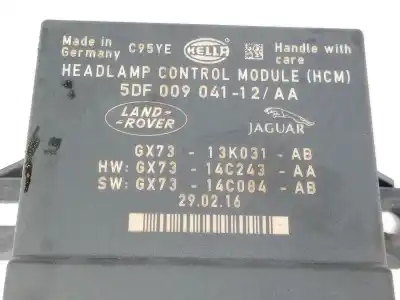 Made in Germany
C95YE
HELLA
Handle with care
HEADLAMP CONTROL MODULE (HCM)
5DF 009 041-12/AA
LAND-ROVER
JAGUAR
GX73 - 13K031 - AB
HW: GX73 - 14C243 - AA
SW: GX73 - 14C084 - AB
29.02.16